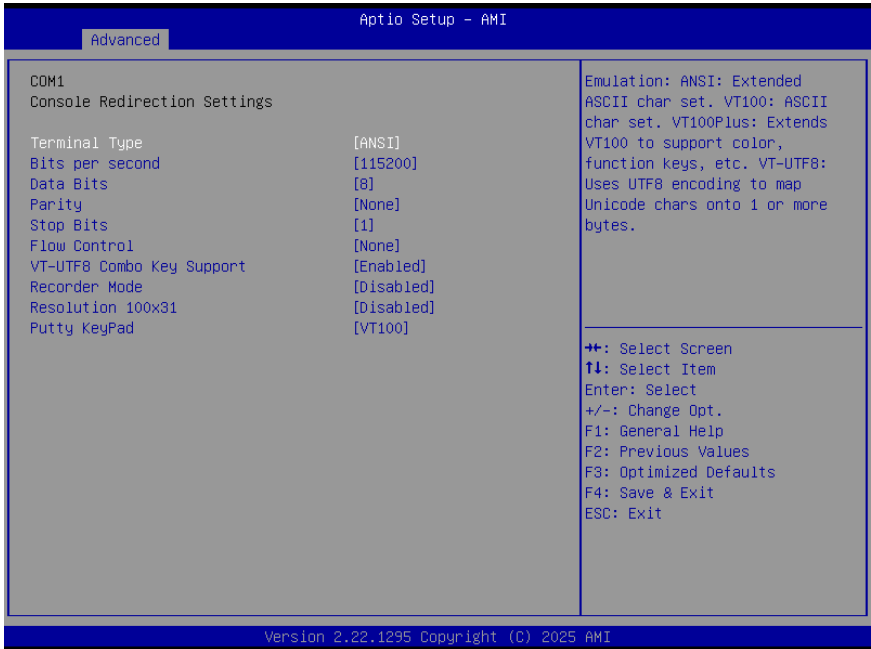 Aptio Setup - AMI
Advanced
COM1
Console Redirection Settings
Terminal Type [ANSI]
Bits per second [115200]
Data Bits [8]
Parity [None]
Stop Bits [1]
Flow Control [None]
VT-UTF8 Combo Key Support [Enabled]
Recorder Mode [Disabled]
Resolution 100x31 [Disabled]
Putty KeyPad [VT100]
Emulation: ANSI: Extended
ASCII char set. VT100: ASCII
char set. VT100Plus: Extends
VT100 to support color,
function keys, etc. VT-UTF8:
Uses UTF8 encoding to map
Unicode chars onto 1 or more
bytes.
→←: Select Screen
↑↓: Select Item
Enter: Select
+/-: Change Opt.
F1: General Help
F2: Previous Values
F3: Optimized Defaults
F4: Save & Exit
ESC: Exit
Version 2.22.1295 Copyright (C) 2025 AMI